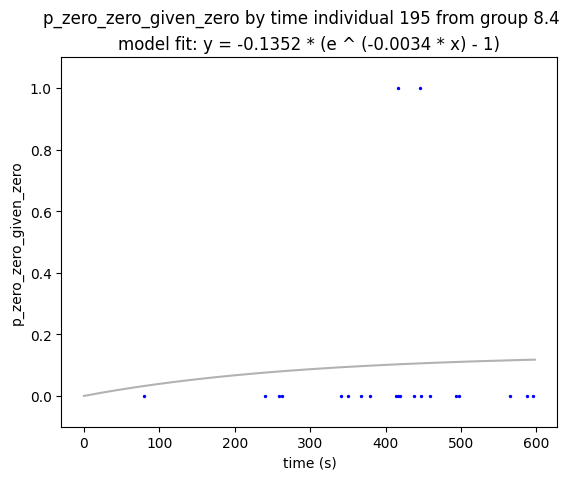 p_zero_zero_given_zero by time individual 195 from group 8.4
model fit: y = -0.1352 * (e ^ (-0.0034 * x) - 1)
1.0
0.8
0.6
0.4
0.2
0.0
p_zero_zero_given_zero
0 100 200 300 400 500 600
time (s)